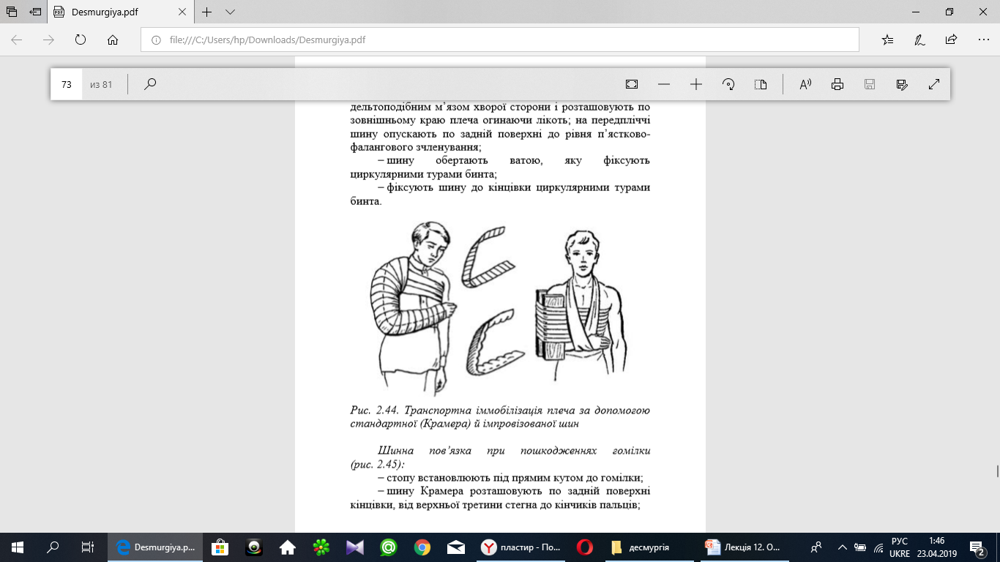 Desmurgiya.pdf
file:///C:/Users/hp/Downloads/Desmurgiya.pdf
73 из 81
дельтоподібним м’язом хворої сторони і розташовують по
зовнішньому краю плеча огинаючи лікоть; на передпліччі
шину опускають по задній поверхні до рівня п’ястково-
фалангового зчленування;
– шину обертають ватою, яку фіксують
циркулярними турами бинта;
– фіксують шину до кінцівки циркулярними турами
бинта.
Рис. 2.44. Транспортна іммобілізація плеча за допомогою
стандартної (Крамера) й імпровізованої шин
Шинна пов’язка при пошкодженнях гомілки
(рис. 2.45):
– стопу встановлюють під прямим кутом до гомілки;
– шину Крамера розташовують по задній поверхні
кінцівки, від верхньої третини стегна до кінчиків пальців;
Desmurgiya.p...
пластир - По...
десмургія
Лекція 12. О...
РУС
UKRE
1:46
23.04.2019
2